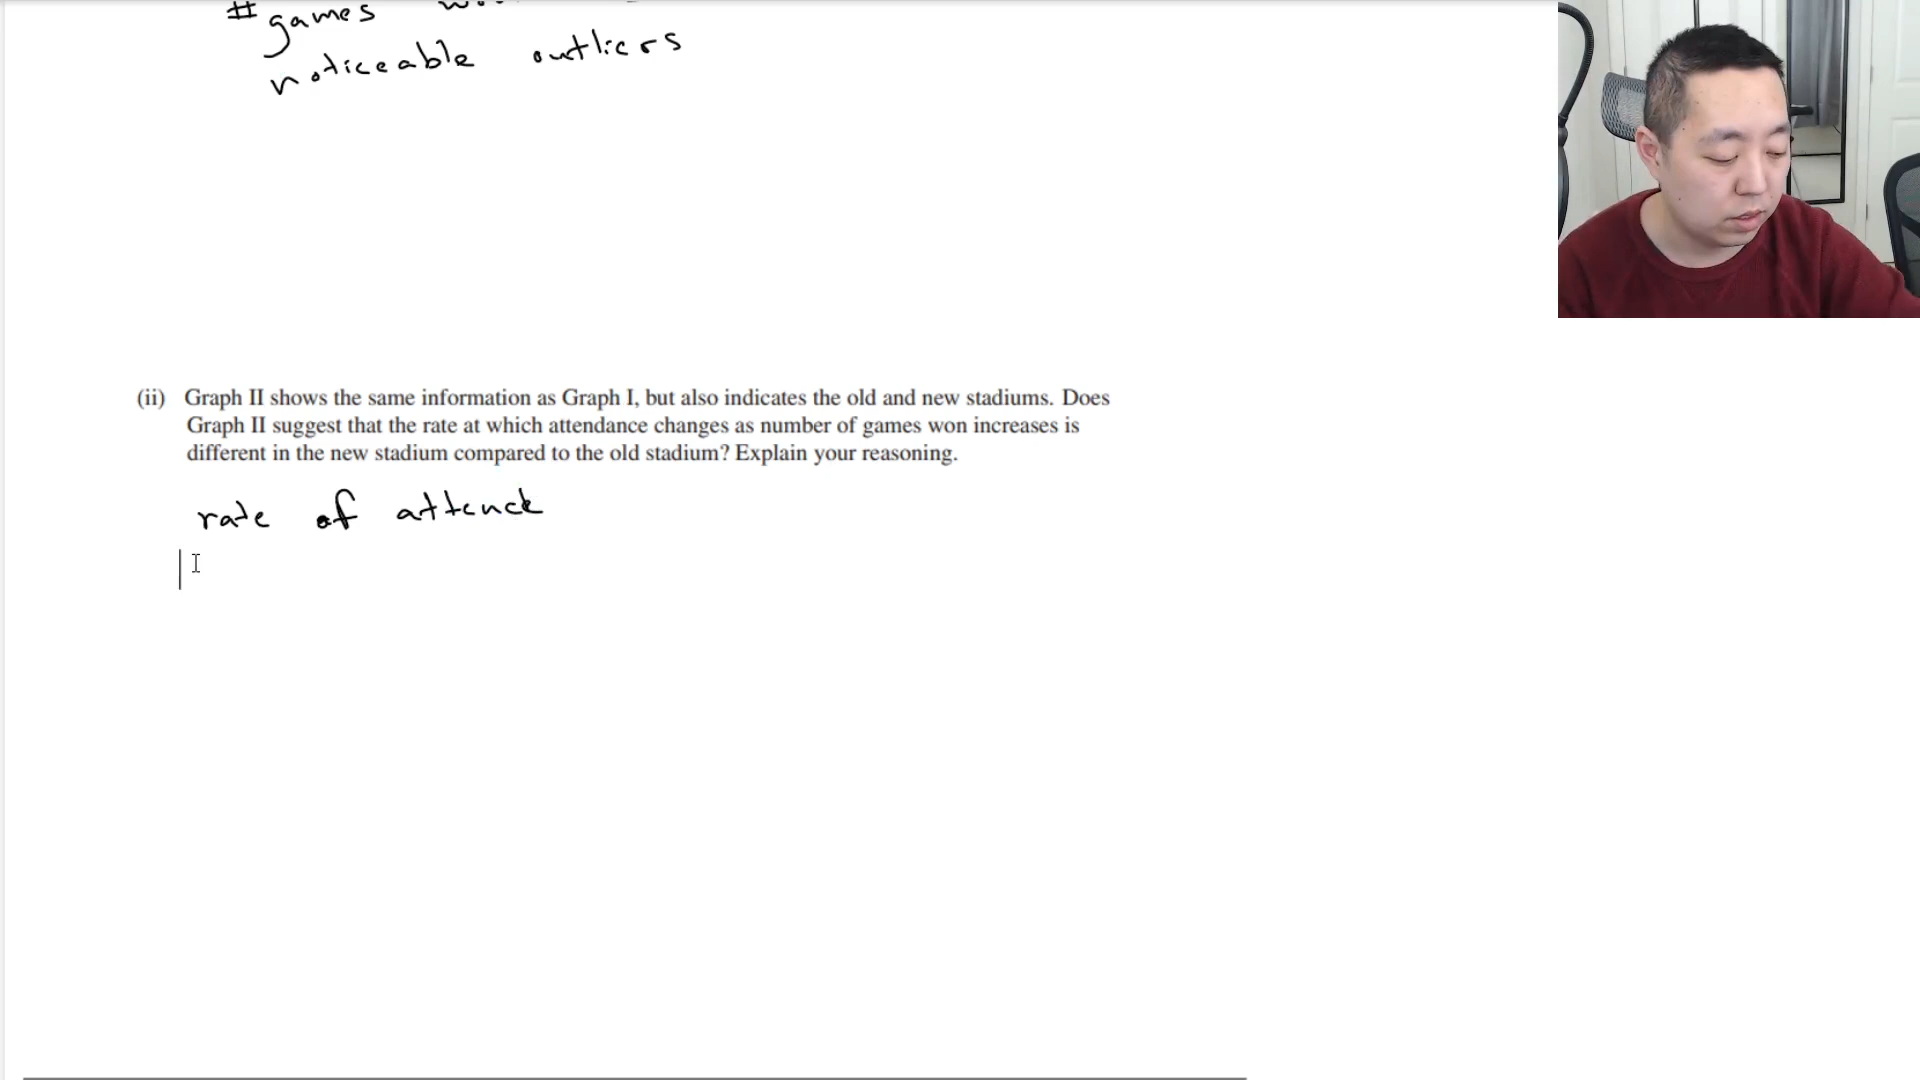 # games
noticeable outliers
(ii) Graph II shows the same information as Graph I, but also indicates the old and new stadiums. Does
Graph II suggest that the rate at which attendance changes as number of games won increases is
different in the new stadium compared to the old stadium? Explain your reasoning.
rate of attenck